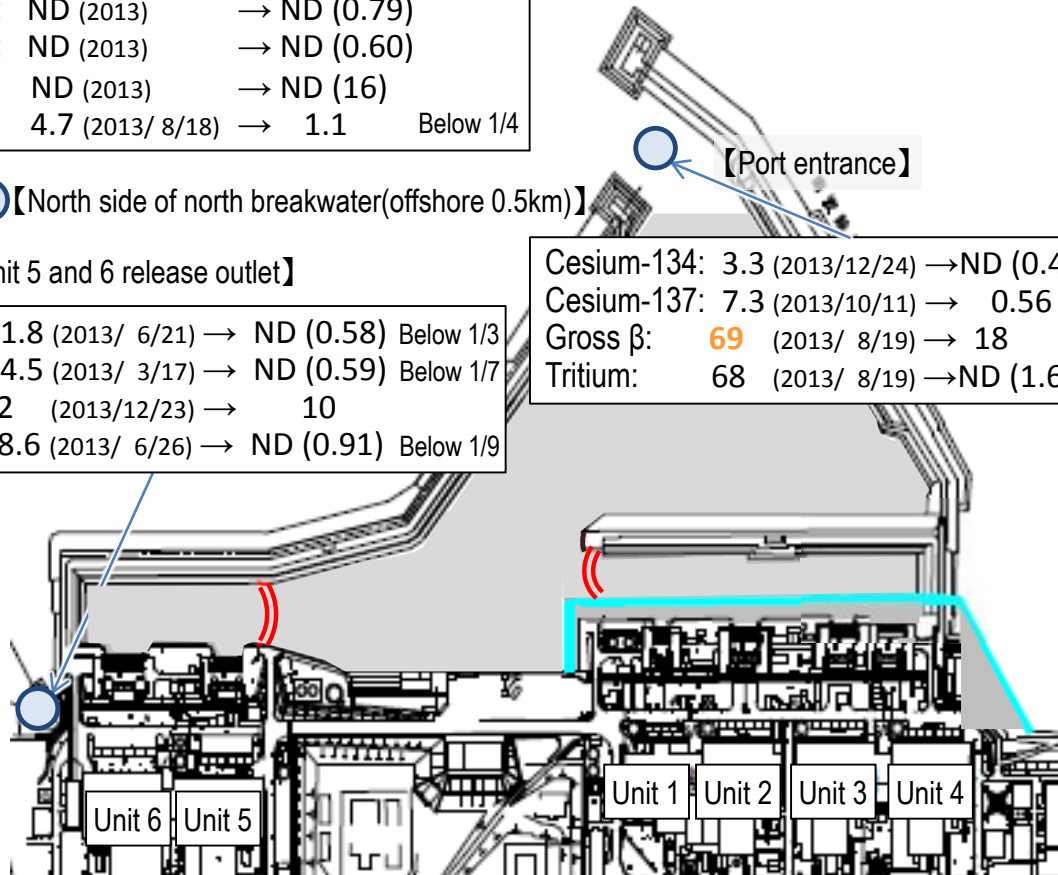 ND (2013) → ND (0.79)
ND (2013) → ND (0.60)
ND (2013) → ND (16)
4.7 (2013/ 8/18) → 1.1 Below 1/4
【Port entrance】
【North side of north breakwater(offshore 0.5km)】
nit 5 and 6 release outlet】
Cesium-134: 3.3 (2013/12/24) →ND (0.4
Cesium-137: 7.3 (2013/10/11) → 0.56
Gross β: 69 (2013/ 8/19) → 18
Tritium: 68 (2013/ 8/19) →ND (1.6
1.8 (2013/ 6/21) → ND (0.58) Below 1/3
4.5 (2013/ 3/17) → ND (0.59) Below 1/7
2 (2013/12/23) → 10
8.6 (2013/ 6/26) → ND (0.91) Below 1/9
Unit 6 Unit 5 Unit 1 Unit 2 Unit 3 Unit 4